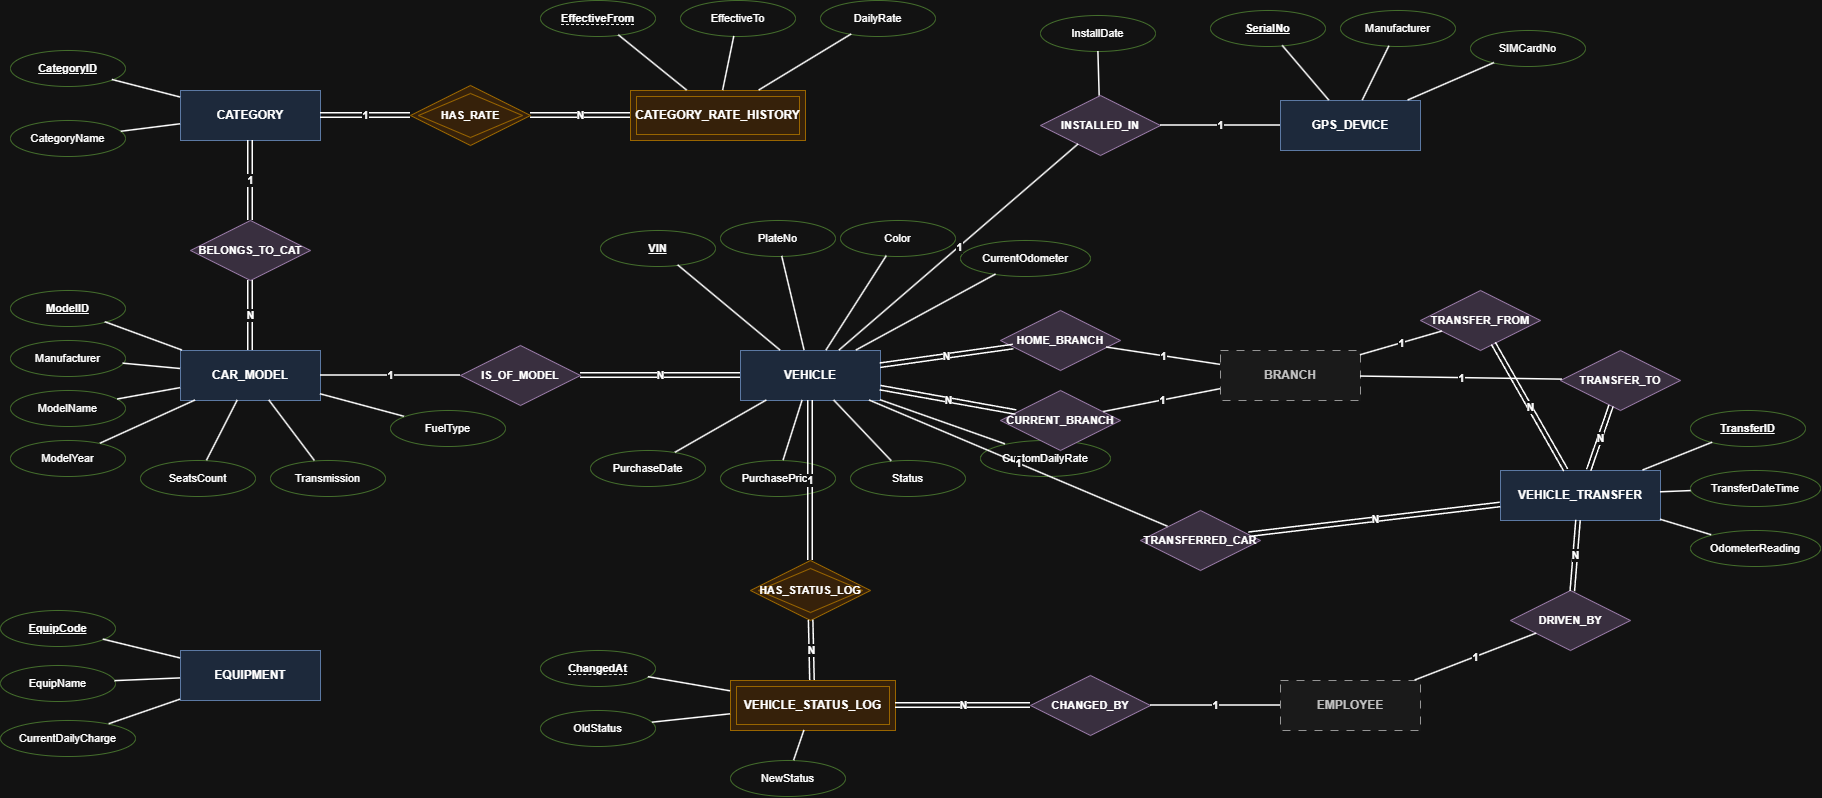 EffectiveFrom
EffectiveTo
DailyRate
InstallDate
SerialNo
Manufacturer
SIMCardNo
CategoryID
CategoryName
CATEGORY
1
HAS_RATE
N
CATEGORY_RATE_HISTORY
INSTALLED_IN
1
GPS_DEVICE
1
BELONGS_TO_CAT
N
VIN
PlateNo
Color
1
CurrentOdometer
ModelID
Manufacturer
ModelName
ModelYear
SeatsCount
Transmission
FuelType
CAR_MODEL
1
IS_OF_MODEL
N
VEHICLE
N
HOME_BRANCH
1
N
CURRENT_BRANCH
1
BRANCH
1
TRANSFER_FROM
N
1
TRANSFER_TO
N
PurchaseDate
PurchasePric
1
Status
CustomDailyRate
1
TRANSFERRED_CAR
N
VEHICLE_TRANSFER
TransferID
TransferDateTime
OdometerReading
N
DRIVEN_BY
1
HAS_STATUS_LOG
N
EquipCode
EquipName
CurrentDailyCharge
EQUIPMENT
ChangedAt
OldStatus
NewStatus
VEHICLE_STATUS_LOG
N
CHANGED_BY
1
EMPLOYEE